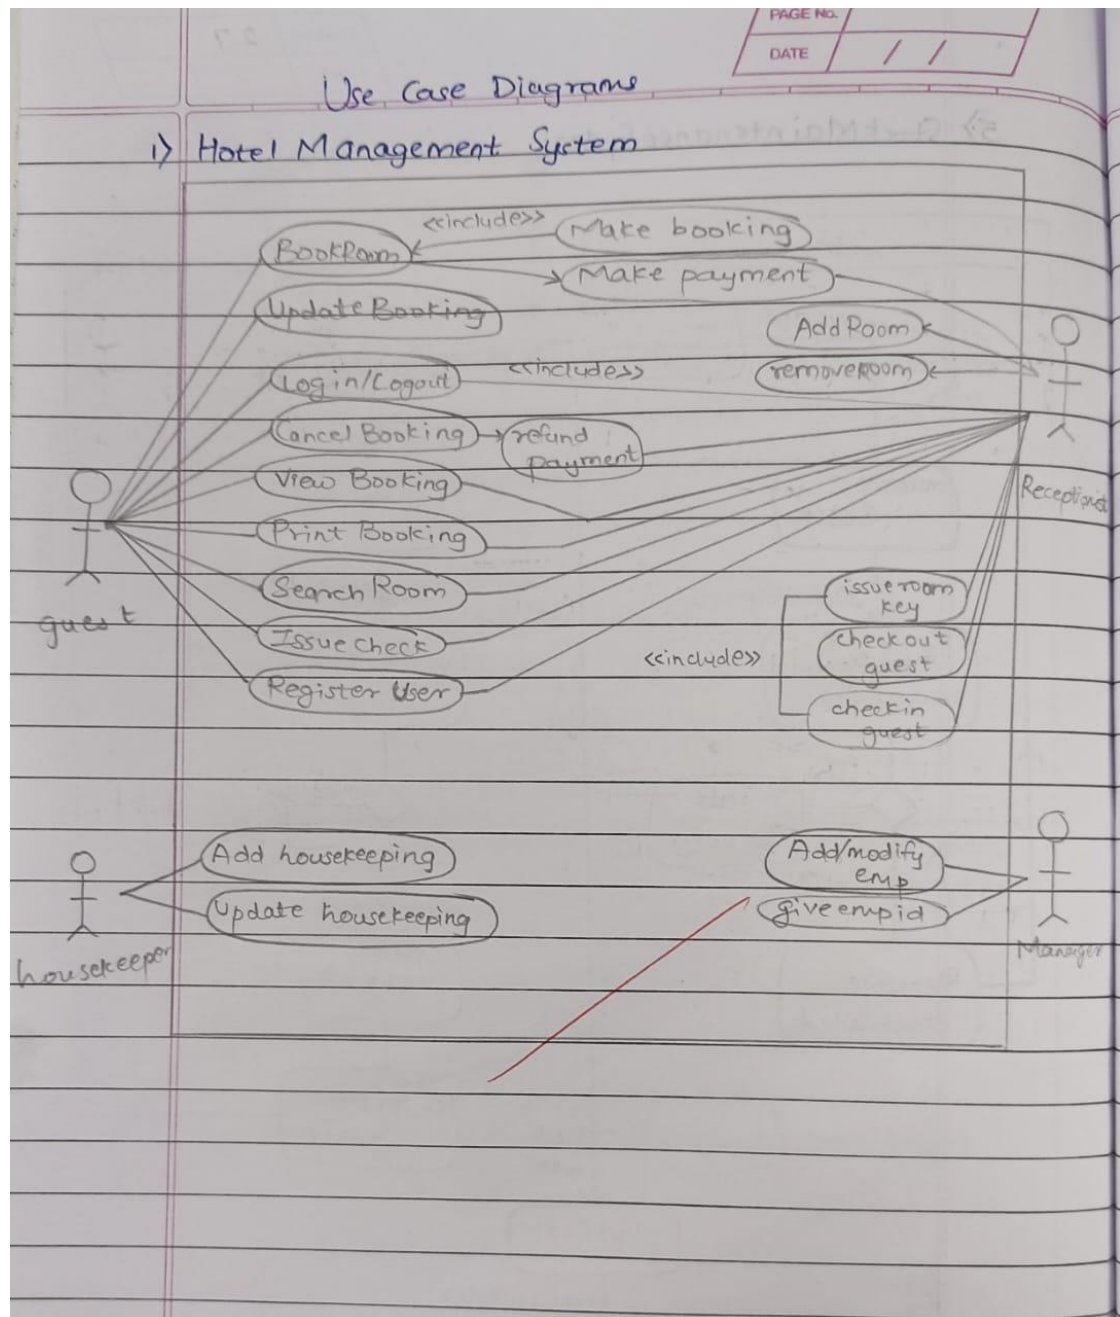 PAGE No.
DATE / /
Use Case Diagrams
1) Hotel Management System
<<include>>
Make booking
BookRoom
Make payment
Update Booking
Add Room
Login/Logout
<<include>>
removeRoom
Cancel Booking
refund
payment
View Booking
Receptionist
Print Booking
Search Room
issue room
key
guest
Issue check
checkout
guest
<<include>>
Register User
checkin
guest
Add housekeeping
Add/modify
emp
Update housekeeping
give empid
housekeeper
Manager